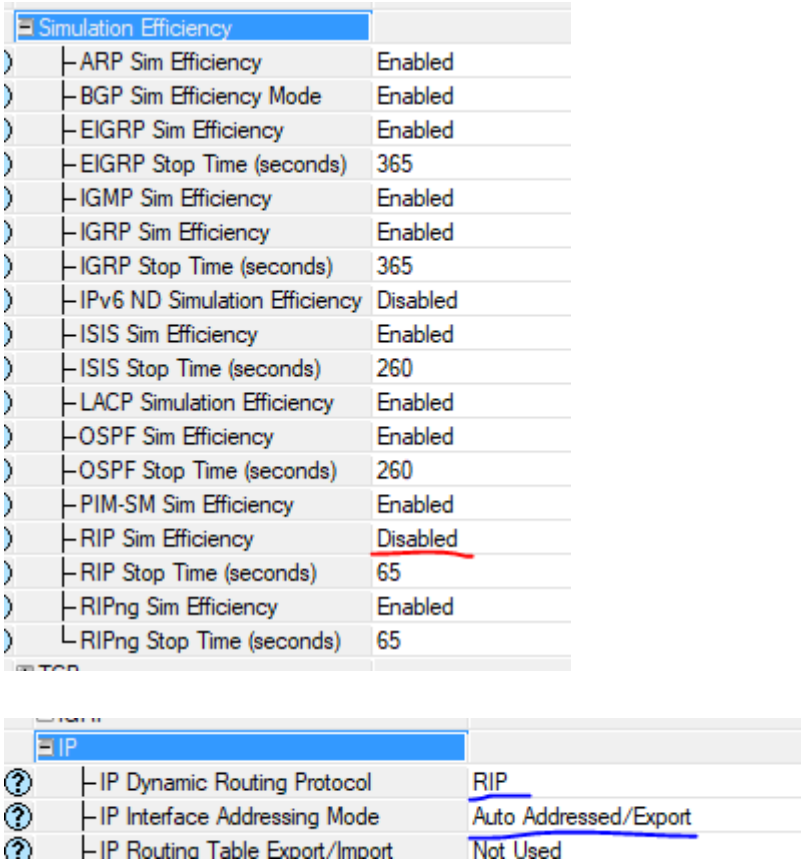 Simulation Efficiency
ARP Sim Efficiency Enabled
BGP Sim Efficiency Mode Enabled
EIGRP Sim Efficiency Enabled
EIGRP Stop Time (seconds) 365
IGMP Sim Efficiency Enabled
IGRP Sim Efficiency Enabled
IGRP Stop Time (seconds) 365
IPv6 ND Simulation Efficiency Disabled
ISIS Sim Efficiency Enabled
ISIS Stop Time (seconds) 260
LACP Simulation Efficiency Enabled
OSPF Sim Efficiency Enabled
OSPF Stop Time (seconds) 260
PIM-SM Sim Efficiency Enabled
RIP Sim Efficiency Disabled
RIP Stop Time (seconds) 65
RIPng Sim Efficiency Enabled
RIPng Stop Time (seconds) 65
IP
? IP Dynamic Routing Protocol RIP
? IP Interface Addressing Mode Auto Addressed/Export
? IP Routing Table Export/Import Not Used